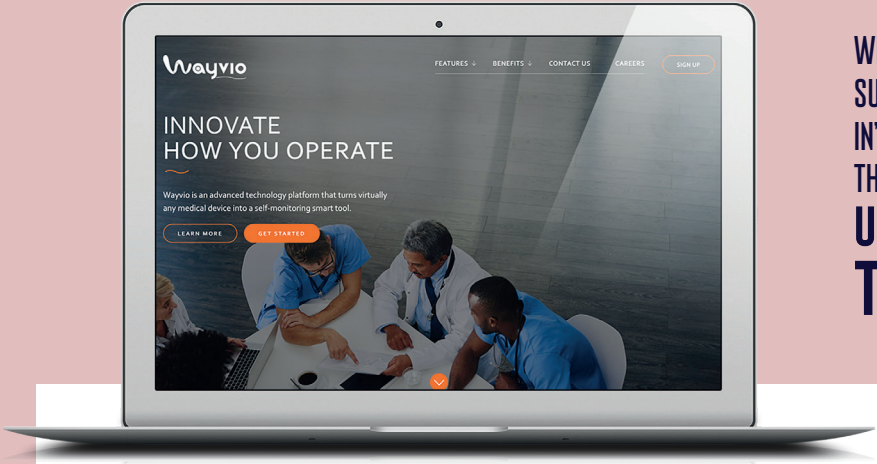 Wayvio
FEATURES ↓ BENEFITS ↓ CONTACT US CAREERS SIGN UP
INNOVATE
HOW YOU OPERATE
Wayvio is an advanced technology platform that turns virtually
any medical device into a self-monitoring smart tool.
LEARN MORE GET STARTED